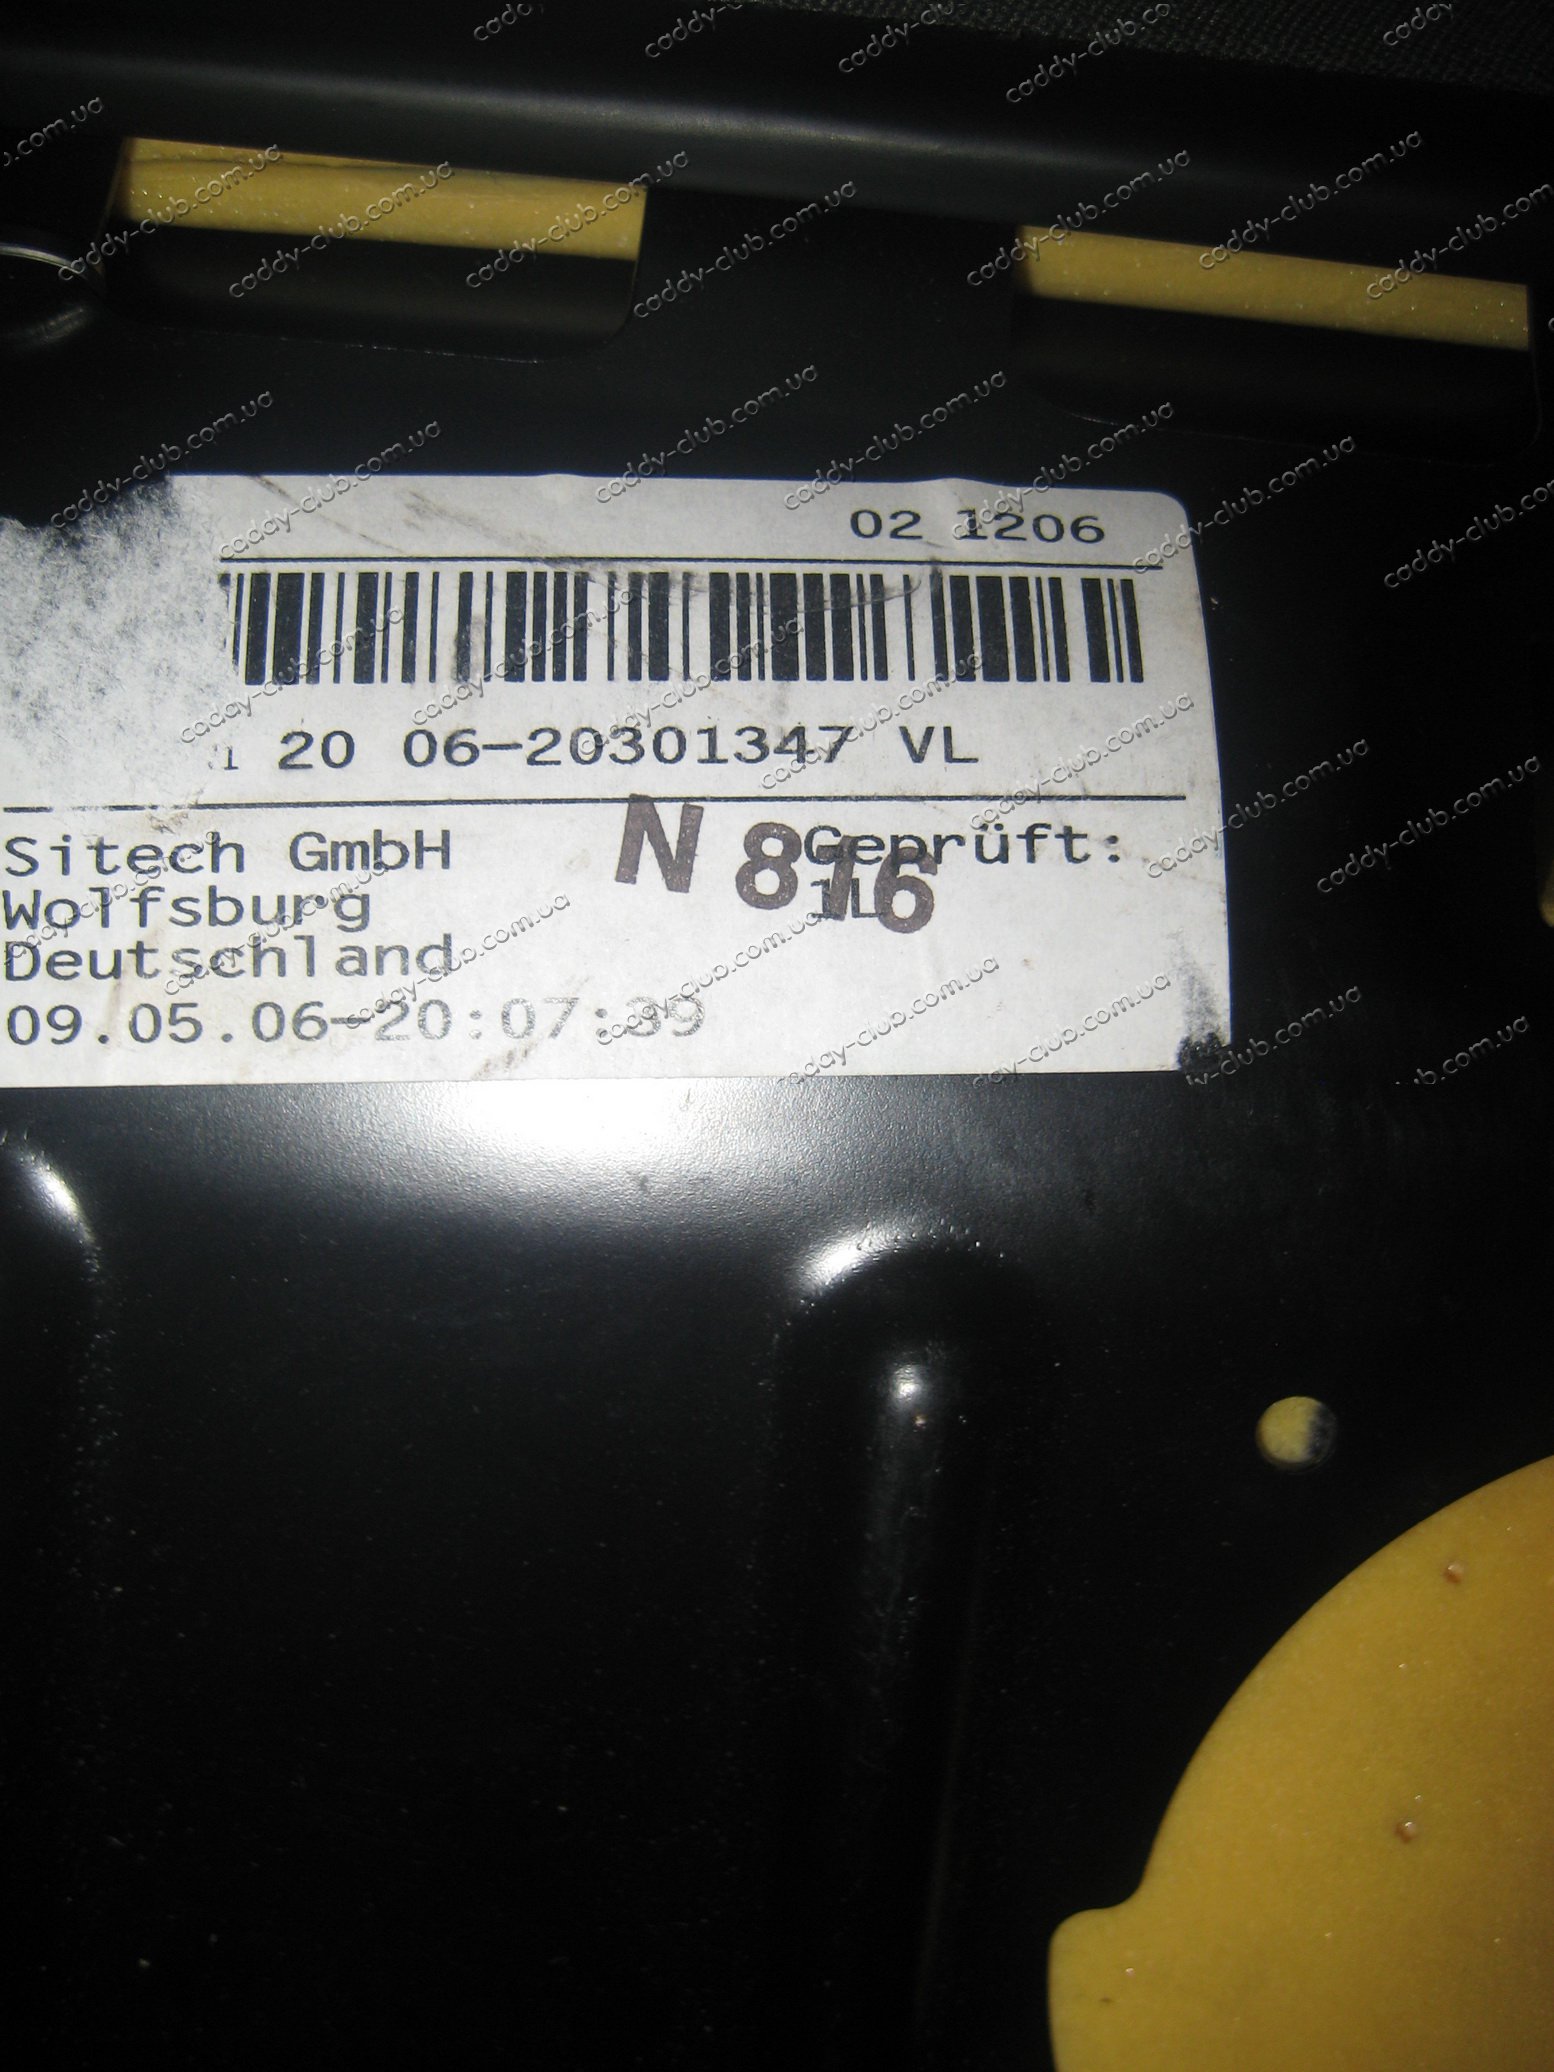 02 1206
20 06-20301347 VL
Sitech GmbH
Wolfsburg
Deutschland
09.05.06-20:07:39
Geprüft:
N 816
caddy-club.com.ua